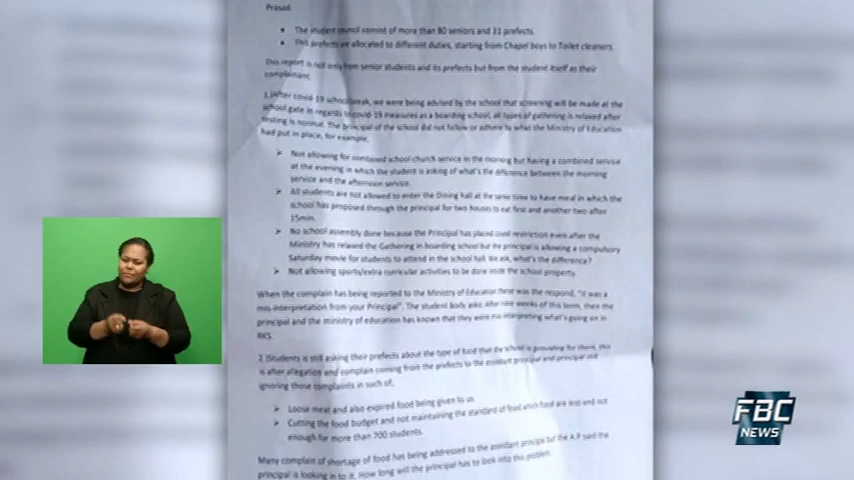 Prasad.
• The student council consist of more than 80 seniors and 31 prefects.
• This prefects are allocated to different duties, starting from Chapel boys to Toilet cleaners.
This report is not only from senior students and its prefects but from the student itself as their
complainant.
1.)After covid-19 school break, we were being advised by the school that screening will be made at the
school gate in regards to covid-19 measures as a boarding school, all types of gathering is relaxed after
testing is normal. The principal of the school did not follow or adhere to what the Ministry of Education
had put in place, for example,
➢ Not allowing for combined school church service in the morning but having a combined service
at the evening in which the student is asking of what's the difference between the morning
service and the afternoon service.
➢ All students are not allowed to enter the Dining hall at the same time to have meal in which the
school has proposed through the principal for two houses to eat first and another two after
15min.
➢ No school assembly done because the Principal has placed covid restriction even after the
Ministry has relaxed the Gathering in boarding school but the principal is allowing a compulsory
Saturday movie for students to attend in the school hall. We ask, what's the difference?
➢ Not allowing sports/extra curricular activities to be done inside the school property.
When the complain has being reported to the Ministry of Education these was the respond, "it was a
mis-interpretation from your Principal". The student body asks: After nine weeks of this term, then the
principal and the ministry of education has known that they were mis interpreting what's going on in
RKS.
2.)Students is still asking their prefects about the type of food that the school is providing for them, this
is after allegation and complain coming from the prefects to the assistant principal and principal still
ignoring those complaints in such of,
➢ Loose meat and also expired food being given to us
➢ Cutting the food budget and not maintaining the standard of food which food are less and not
enough for more than 700 students.
Many complain of shortage of food has being addressed to the assistant principal but the A.P said the
principal is looking in to it. How long will the principal has to look into this problem
FBC
NEWS